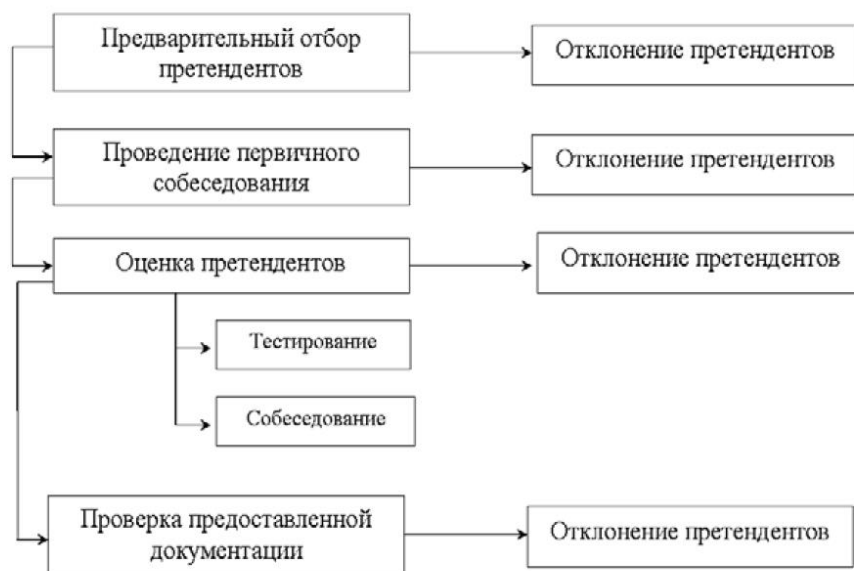 Предварительный отбор
претендентов
Отклонение претендентов
Проведение первичного
собеседования
Отклонение претендентов
Оценка претендентов
Отклонение претендентов
Тестирование
Собеседование
Проверка предоставленной
документации
Отклонение претендентов